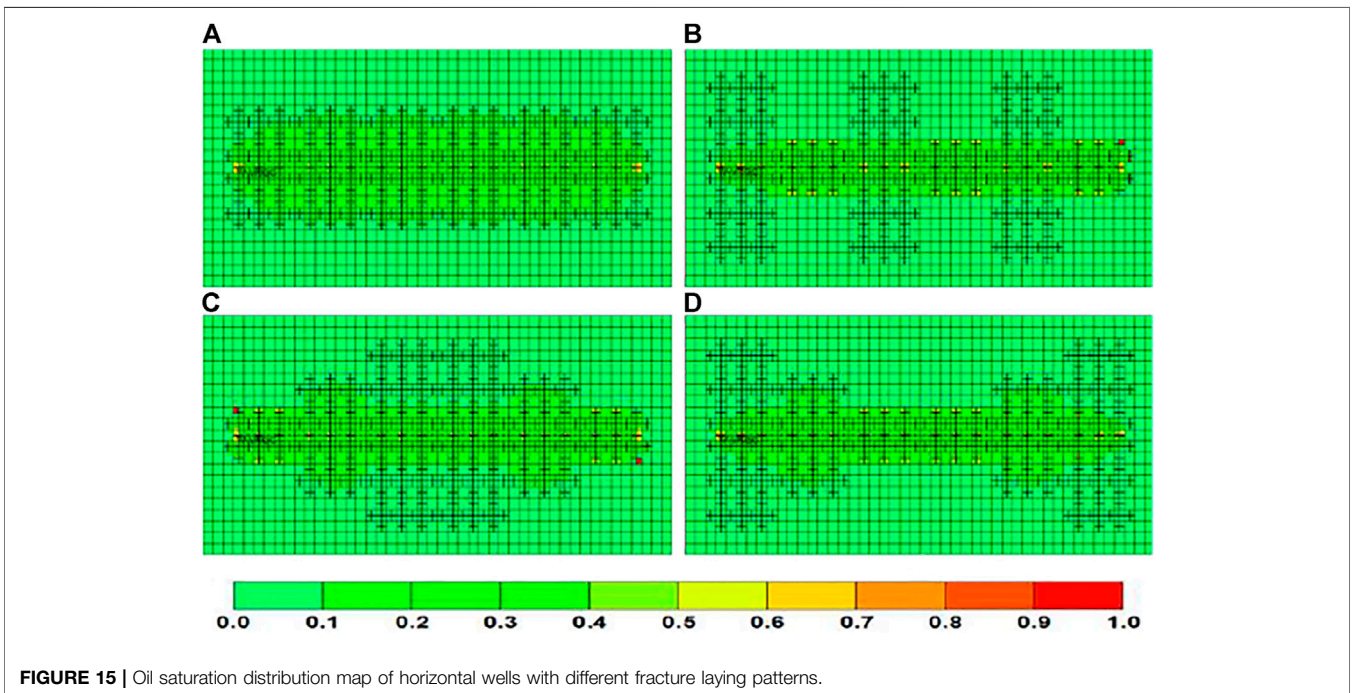 A
B
C
D
0.0 0.1 0.2 0.3 0.4 0.5 0.6 0.7 0.8 0.9 1.0
FIGURE 15 | Oil saturation distribution map of horizontal wells with different fracture laying patterns.